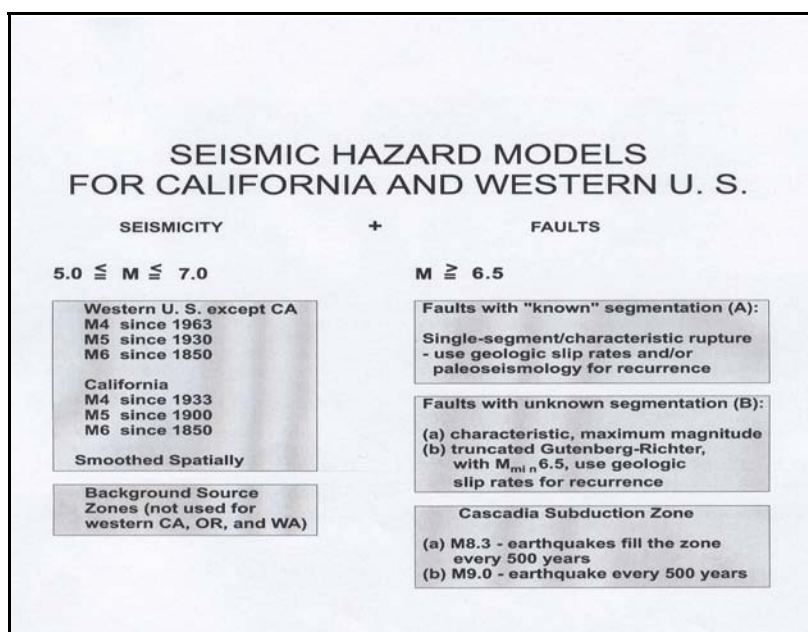 SEISMIC HAZARD MODELS
FOR CALIFORNIA AND WESTERN U. S.
SEISMICITY + FAULTS
5.0 ≦ M ≦ 7.0
Western U. S. except CA
M4 since 1963
M5 since 1930
M6 since 1850
California
M4 since 1933
M5 since 1900
M6 since 1850
Smoothed Spatially
Background Source
Zones (not used for
western CA, OR, and WA)
M ≧ 6.5
Faults with "known" segmentation (A):
Single-segment/characteristic rupture
- use geologic slip rates and/or
paleoseismology for recurrence
Faults with unknown segmentation (B):
(a) characteristic, maximum magnitude
(b) truncated Gutenberg-Richter,
with Mmin 6.5, use geologic
slip rates for recurrence
Cascadia Subduction Zone
(a) M8.3 - earthquakes fill the zone
every 500 years
(b) M9.0 - earthquake every 500 years